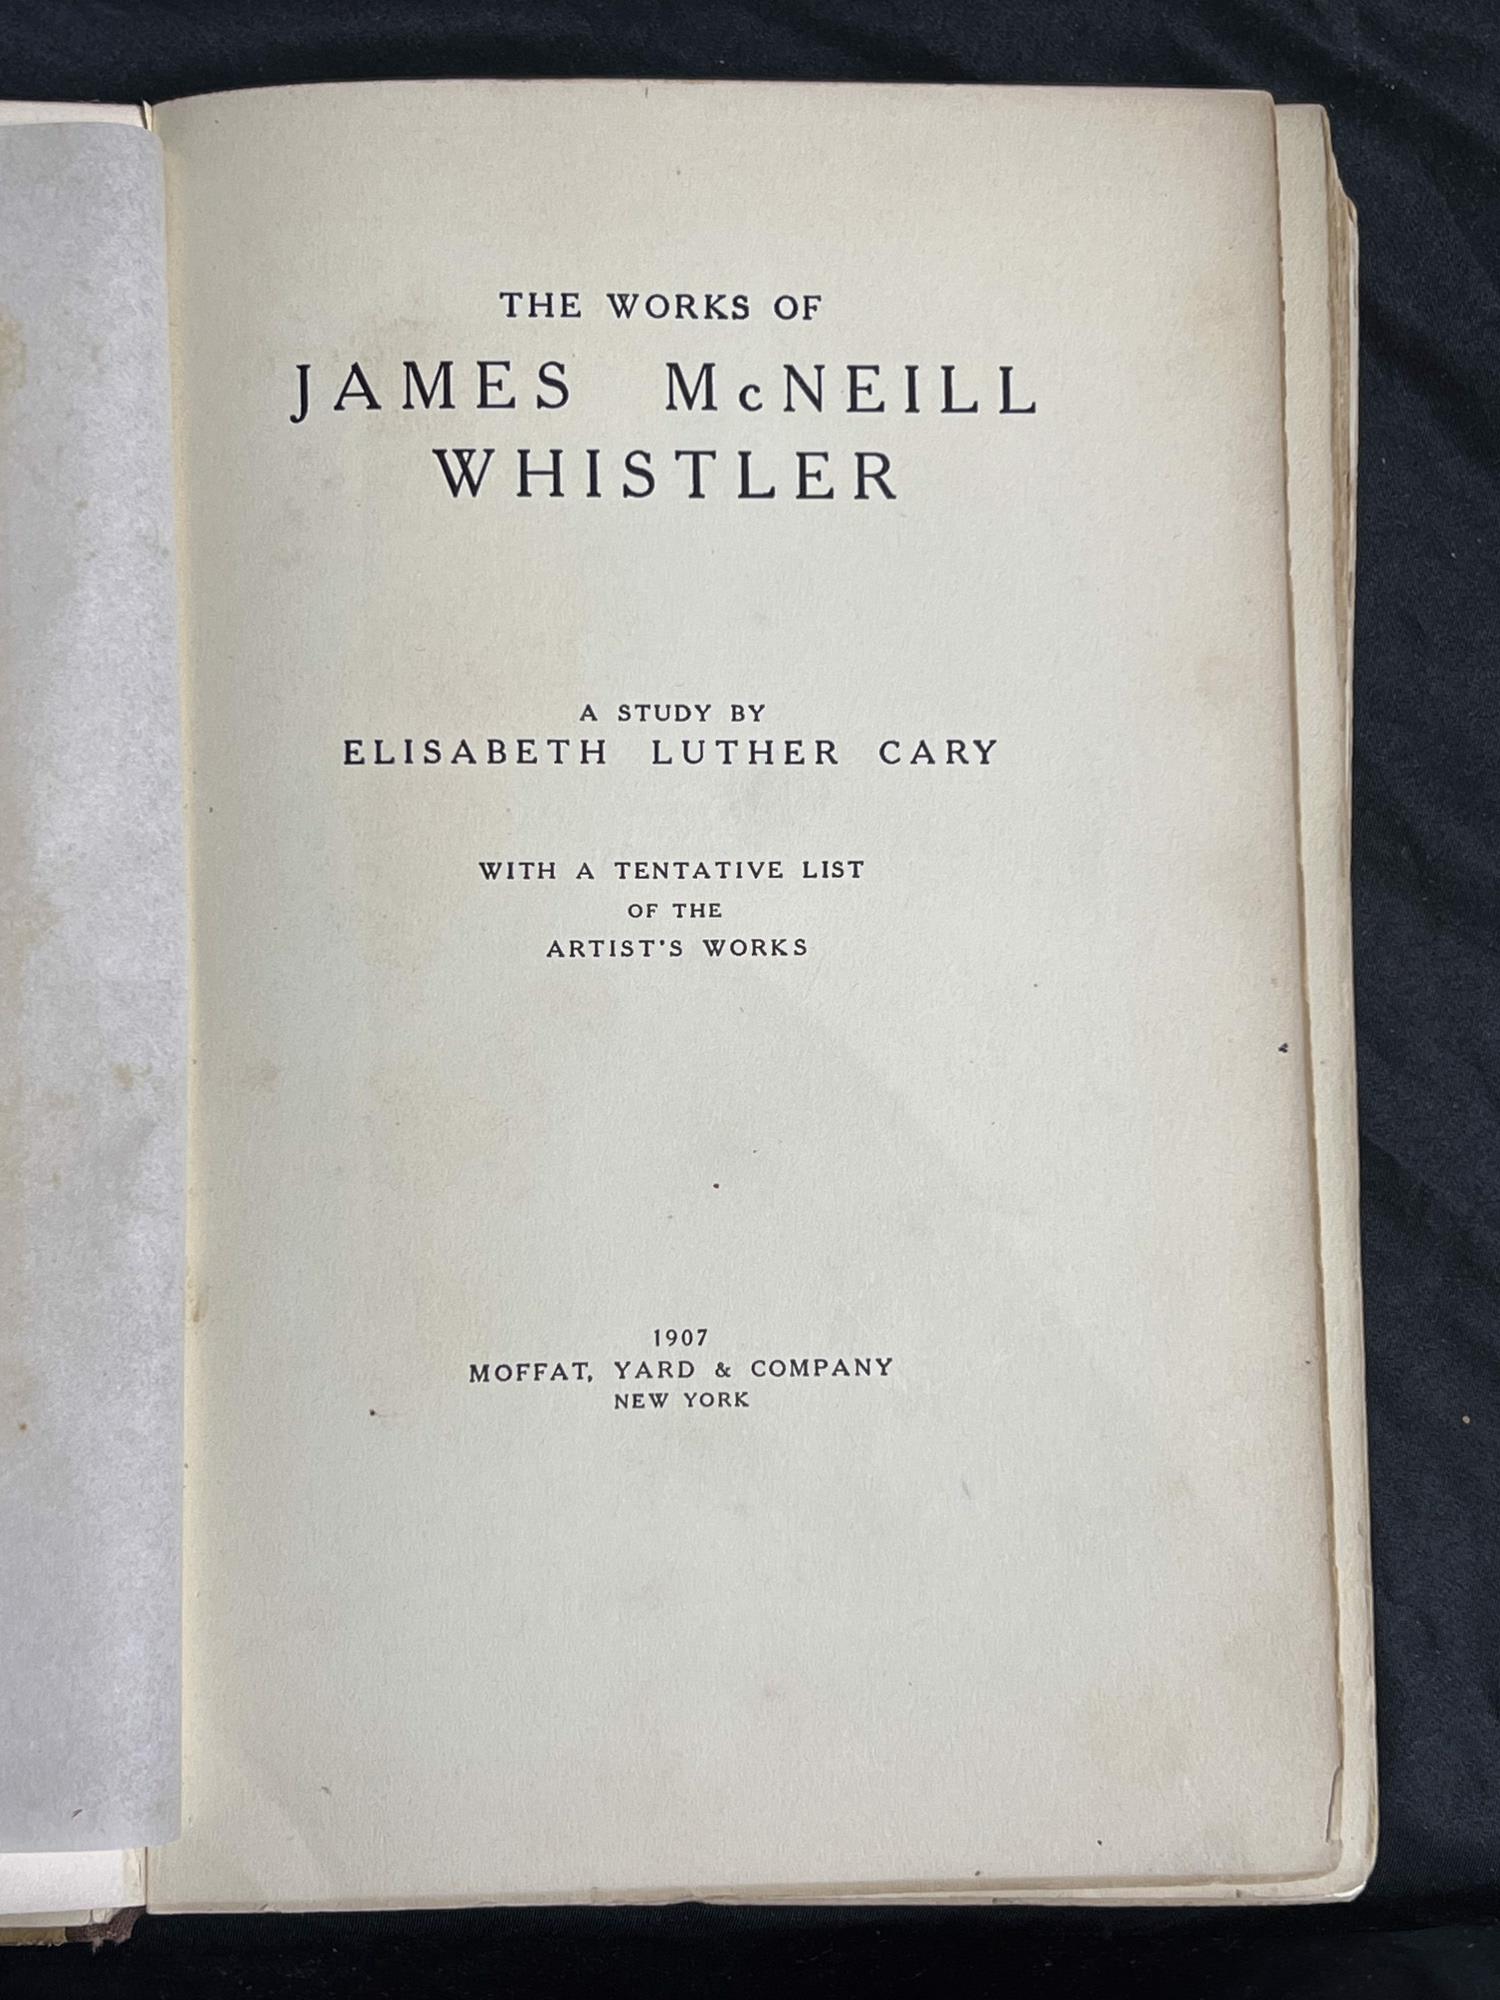 THE WORKS OF
JAMES McNEILL
WHISTLER
A STUDY BY
ELISABETH LUTHER CARY
WITH A TENTATIVE LIST
OF THE
ARTIST'S WORKS
1907
MOFFAT, YARD & COMPANY
NEW YORK